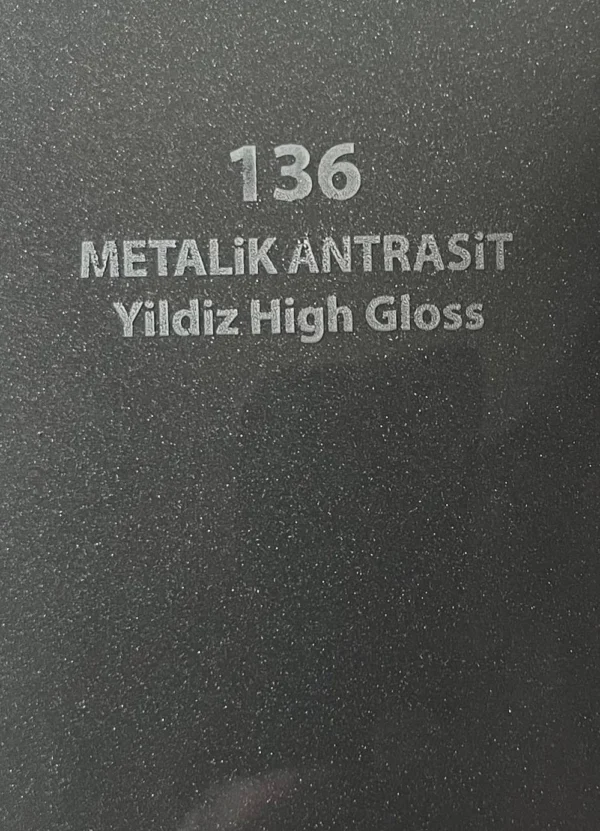 136
METALiK ANTRASiT
Yildiz High Gloss